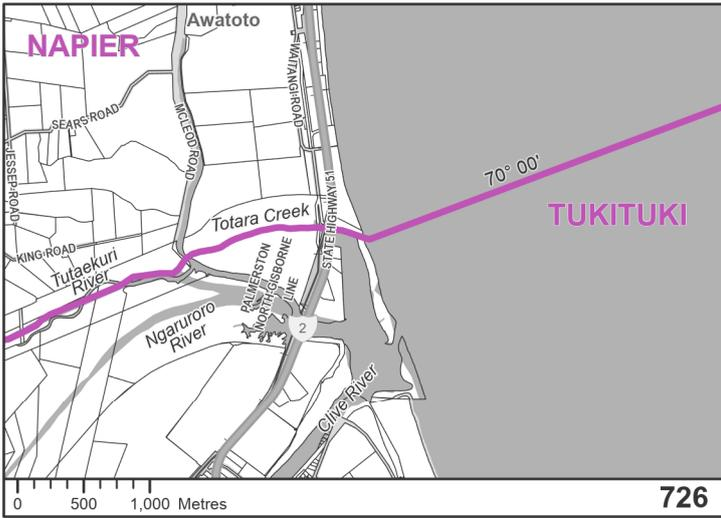 Awatoto
NAPIER
WAITANGI ROAD
SEARS ROAD
MCLEOD ROAD
JESSEP ROAD
70° 00'
STATE HIGHWAY 51
TUKITUKI
Totara Creek
KING ROAD
Tutaekuri
River
PALMERSTON
NORTH-GISBORNE
LINE
Ngaruroro
River
2
Clive River
0 500 1,000 Metres
726